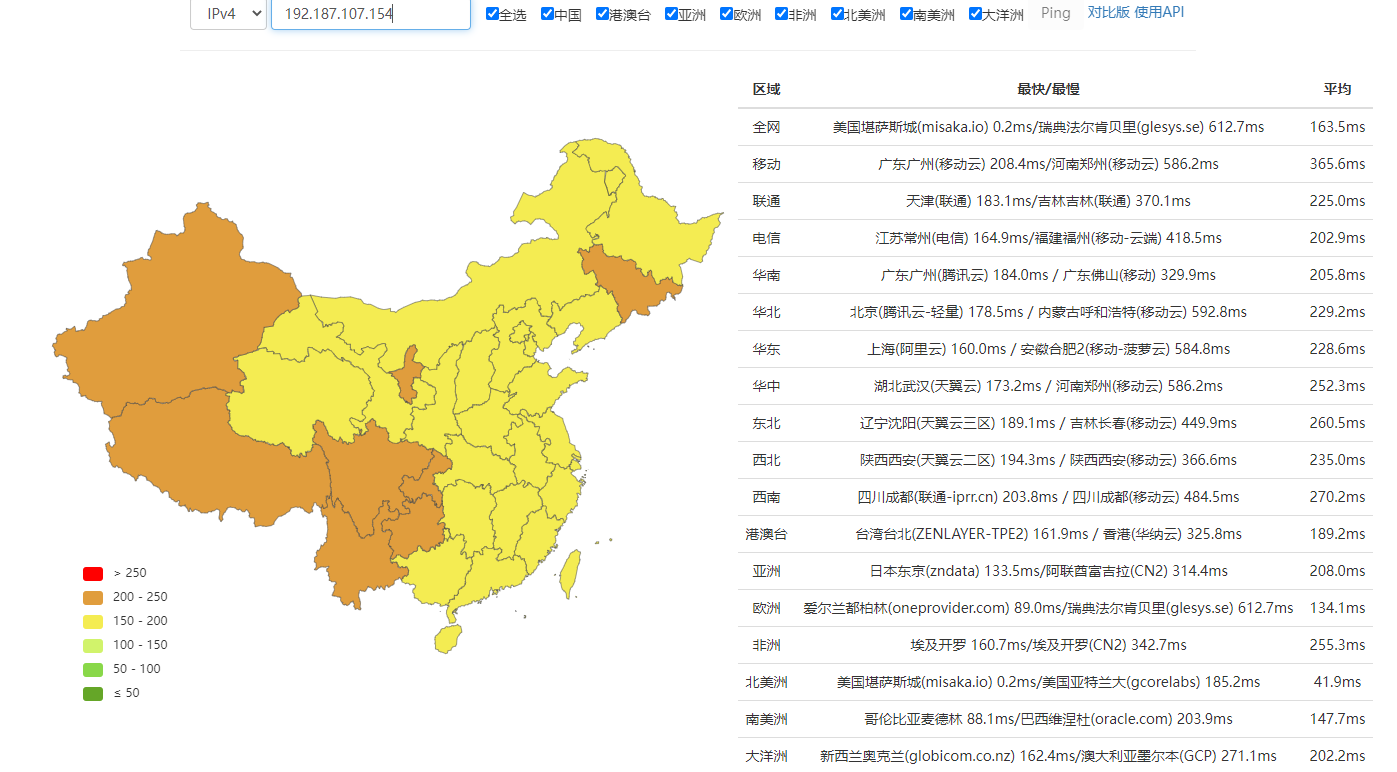 IPv4 192.187.107.154 全选 中国 港澳台 亚洲 欧洲 非洲 北美洲 南美洲 大洋洲 Ping 对比版 使用API
区域 最快/最慢 平均
全网 美国堪萨斯城(misaka.io) 0.2ms/瑞典法尔肯贝里(glesys.se) 612.7ms 163.5ms
移动 广东广州(移动云) 208.4ms/河南郑州(移动云) 586.2ms 365.6ms
联通 天津(联通) 183.1ms/吉林吉林(联通) 370.1ms 225.0ms
电信 江苏常州(电信) 164.9ms/福建福州(移动-云端) 418.5ms 202.9ms
华南 广东广州(腾讯云) 184.0ms / 广东佛山(移动) 329.9ms 205.8ms
华北 北京(腾讯云-轻量) 178.5ms / 内蒙古呼和浩特(移动云) 592.8ms 229.2ms
华东 上海(阿里云) 160.0ms / 安徽合肥2(移动-菠萝云) 584.8ms 228.6ms
华中 湖北武汉(天翼云) 173.2ms / 河南郑州(移动云) 586.2ms 252.3ms
东北 辽宁沈阳(天翼云三区) 189.1ms / 吉林长春(移动云) 449.9ms 260.5ms
西北 陕西西安(天翼云二区) 194.3ms / 陕西西安(移动云) 366.6ms 235.0ms
西南 四川成都(联通-iprr.cn) 203.8ms / 四川成都(移动云) 484.5ms 270.2ms
港澳台 台湾台北(ZENLAYER-TPE2) 161.9ms / 香港(华纳云) 325.8ms 189.2ms
亚洲 日本东京(zndata) 133.5ms/阿联酋富吉拉(CN2) 314.4ms 208.0ms
欧洲 爱尔兰都柏林(oneprovider.com) 89.0ms/瑞典法尔肯贝里(glesys.se) 612.7ms 134.1ms
非洲 埃及开罗 160.7ms/埃及开罗(CN2) 342.7ms 255.3ms
北美洲 美国堪萨斯城(misaka.io) 0.2ms/美国亚特兰大(gcorelabs) 185.2ms 41.9ms
南美洲 哥伦比亚麦德林 88.1ms/巴西维涅杜(oracle.com) 203.9ms 147.7ms
大洋洲 新西兰奥克兰(globicom.co.nz) 162.4ms/澳大利亚墨尔本(GCP) 271.1ms 202.2ms
> 250
200 - 250
150 - 200
100 - 150
50 - 100
≤ 50